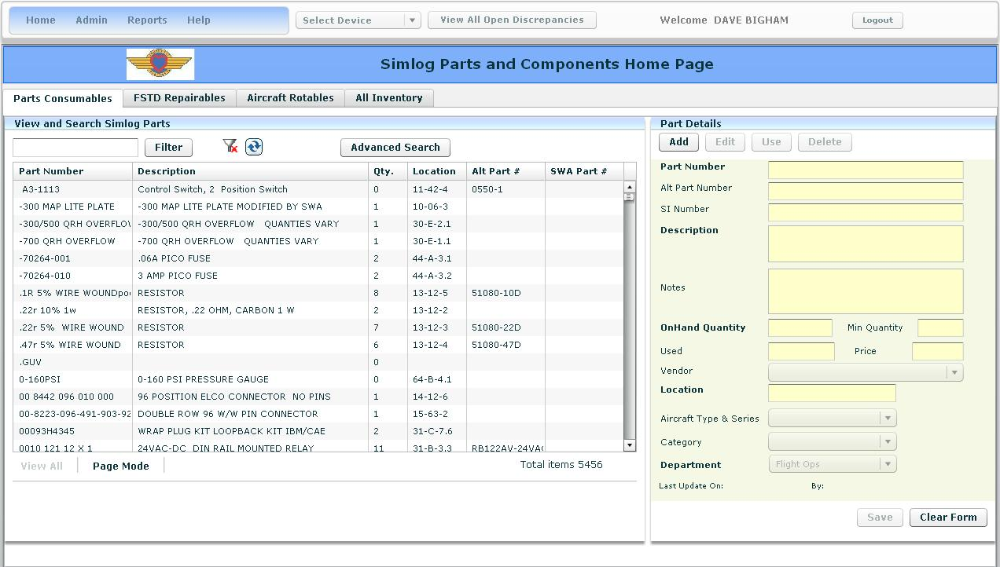 Home Admin Reports Help Select Device View All Open Discrepancies Welcome DAVE BIGHAM Logout
Simlog Parts and Components Home Page
Parts Consumables FSTD Repairables Aircraft Rotables All Inventory
View and Search Simlog Parts
Filter Advanced Search
Part Number Description Qty. Location Alt Part # SWA Part #
A3-1113 Control Switch, 2 Position Switch 0 11-42-4 0550-1
-300 MAP LITE PLATE -300 MAP LITE PLATE MODIFIED BY SWA 1 10-06-3
-300/500 QRH OVERFLOW -300/500 QRH OVERFLOW QUANTIES VARY 1 30-E-2.1
-700 QRH OVERFLOW -700 QRH OVERFLOW QUANTIES VARY 1 30-E-1.1
-70264-001 .06A PICO FUSE 2 44-A-3.1
-70264-010 3 AMP PICO FUSE 2 44-A-3.2
.1R 5% WIRE WOUNDpo RESISTOR 8 13-12-5 51080-10D
.22r 10% 1w RESISTOR, .22 OHM, CARBON 1 W 2 13-12-2
.22r 5% WIRE WOUND RESISTOR 7 13-12-3 51080-22D
.47r 5% WIRE WOUND RESISTOR 6 13-12-4 51080-47D
.GUV 0
0-160PSI 0-160 PSI PRESSURE GAUGE 0 64-B-4.1
00 8442 096 010 000 96 POSITION ELCO CONNECTOR NO PINS 1 14-12-6
00-8223-096-491-903-92 DOUBLE ROW 96 W/W PIN CONNECTOR 1 15-63-2
00093H4345 WRAP PLUG KIT LOOPBACK KIT IBM/CAE 2 31-C-7.6
0010 121 12 X 1 24VAC-DC DIN RAIL MOUNTED RELAY 11 31-B-3.3 RB122AV-24VAC
View All Page Mode Total items 5456
Part Details
Add Edit Use Delete
Part Number
Alt Part Number
SI Number
Description
Notes
OnHand Quantity Min Quantity
Used Price
Vendor
Location
Aircraft Type & Series
Category
Department Flight Ops
Last Update On: By:
Save Clear Form